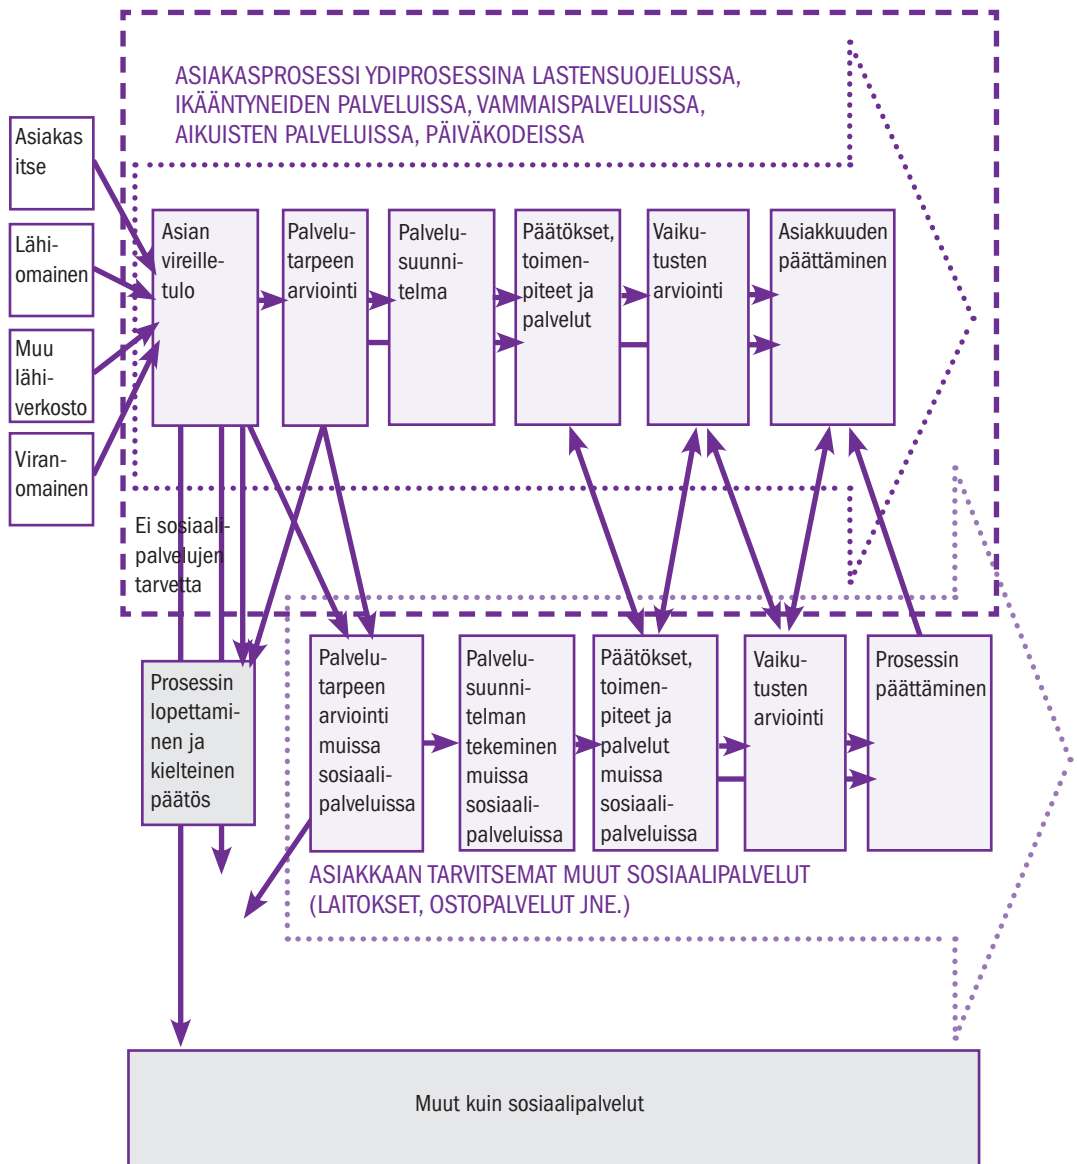 ASIAKASPROSESSI YDIPROSESSINA LASTENSUOJELUSSA,
IKÄÄNTYNEIDEN PALVELUISSA, VAMMAISPALVELUISSA,
AIKUISTEN PALVELUISSA, PÄIVÄKODEISSA
Asiakas
itse
Lähi-
omainen
Muu
lähi-
verkosto
Viran-
omainen
Asian
vireille-
tulo
Palvelu-
tarpeen
arviointi
Palvelu-
suunni-
telma
Päätökset,
toimen-
piteet ja
palvelut
Vaiku-
tusten
arviointi
Asiakkuuden
päättäminen
Ei sosiaali-
palvelujen
tarvetta
Prosessin
lopettami-
nen ja
kielteinen
päätös
Palvelu-
tarpeen
arviointi
muissa
sosiaali-
palveluissa
Palvelu-
suunni-
telman
tekeminen
muissa
sosiaali-
palveluissa
Päätökset,
toimen-
piteet ja
palvelut
muissa
sosiaali-
palveluissa
Vaiku-
tusten
arviointi
Prosessin
päättäminen
ASIAKKAAN TARVITSEMAT MUUT SOSIAALIPALVELUT
(LAITOKSET, OSTOPALVELUT JNE.)
Muut kuin sosiaalipalvelut